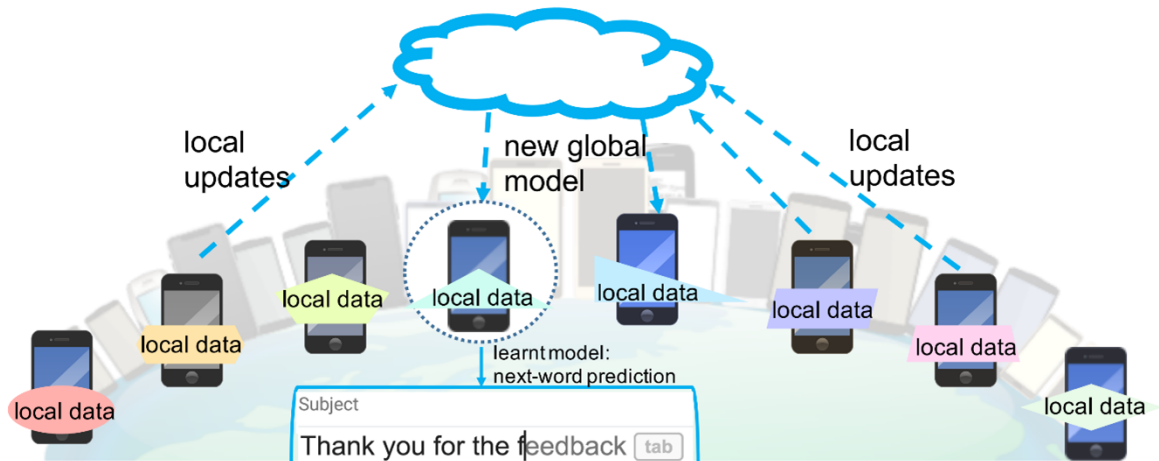 local
updates
new global
model
local
updates
local data
local data
local data
local data
local data
local data
local data
local data
learnt model:
next-word prediction
Subject
Thank you for the feedback tab